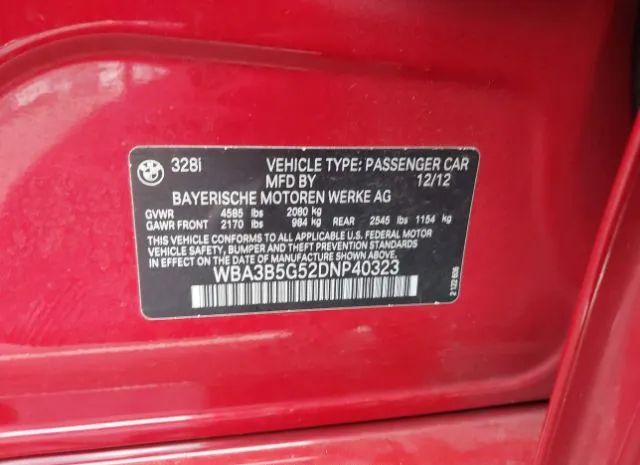 328i VEHICLE TYPE: PASSENGER CAR
MFD BY 12/12
BAYERISCHE MOTOREN WERKE AG
GVWR 4585 lbs 2080 kg
GAWR FRONT 2170 lbs 984 kg REAR 2545 lbs 1154 kg
THIS VEHICLE CONFORMS TO ALL APPLICABLE U.S. FEDERAL MOTOR
VEHICLE SAFETY, BUMPER AND THEFT PREVENTION STANDARDS
IN EFFECT ON THE DATE OF MANUFACTURE SHOWN ABOVE.
WBA3B5G52DNP40323